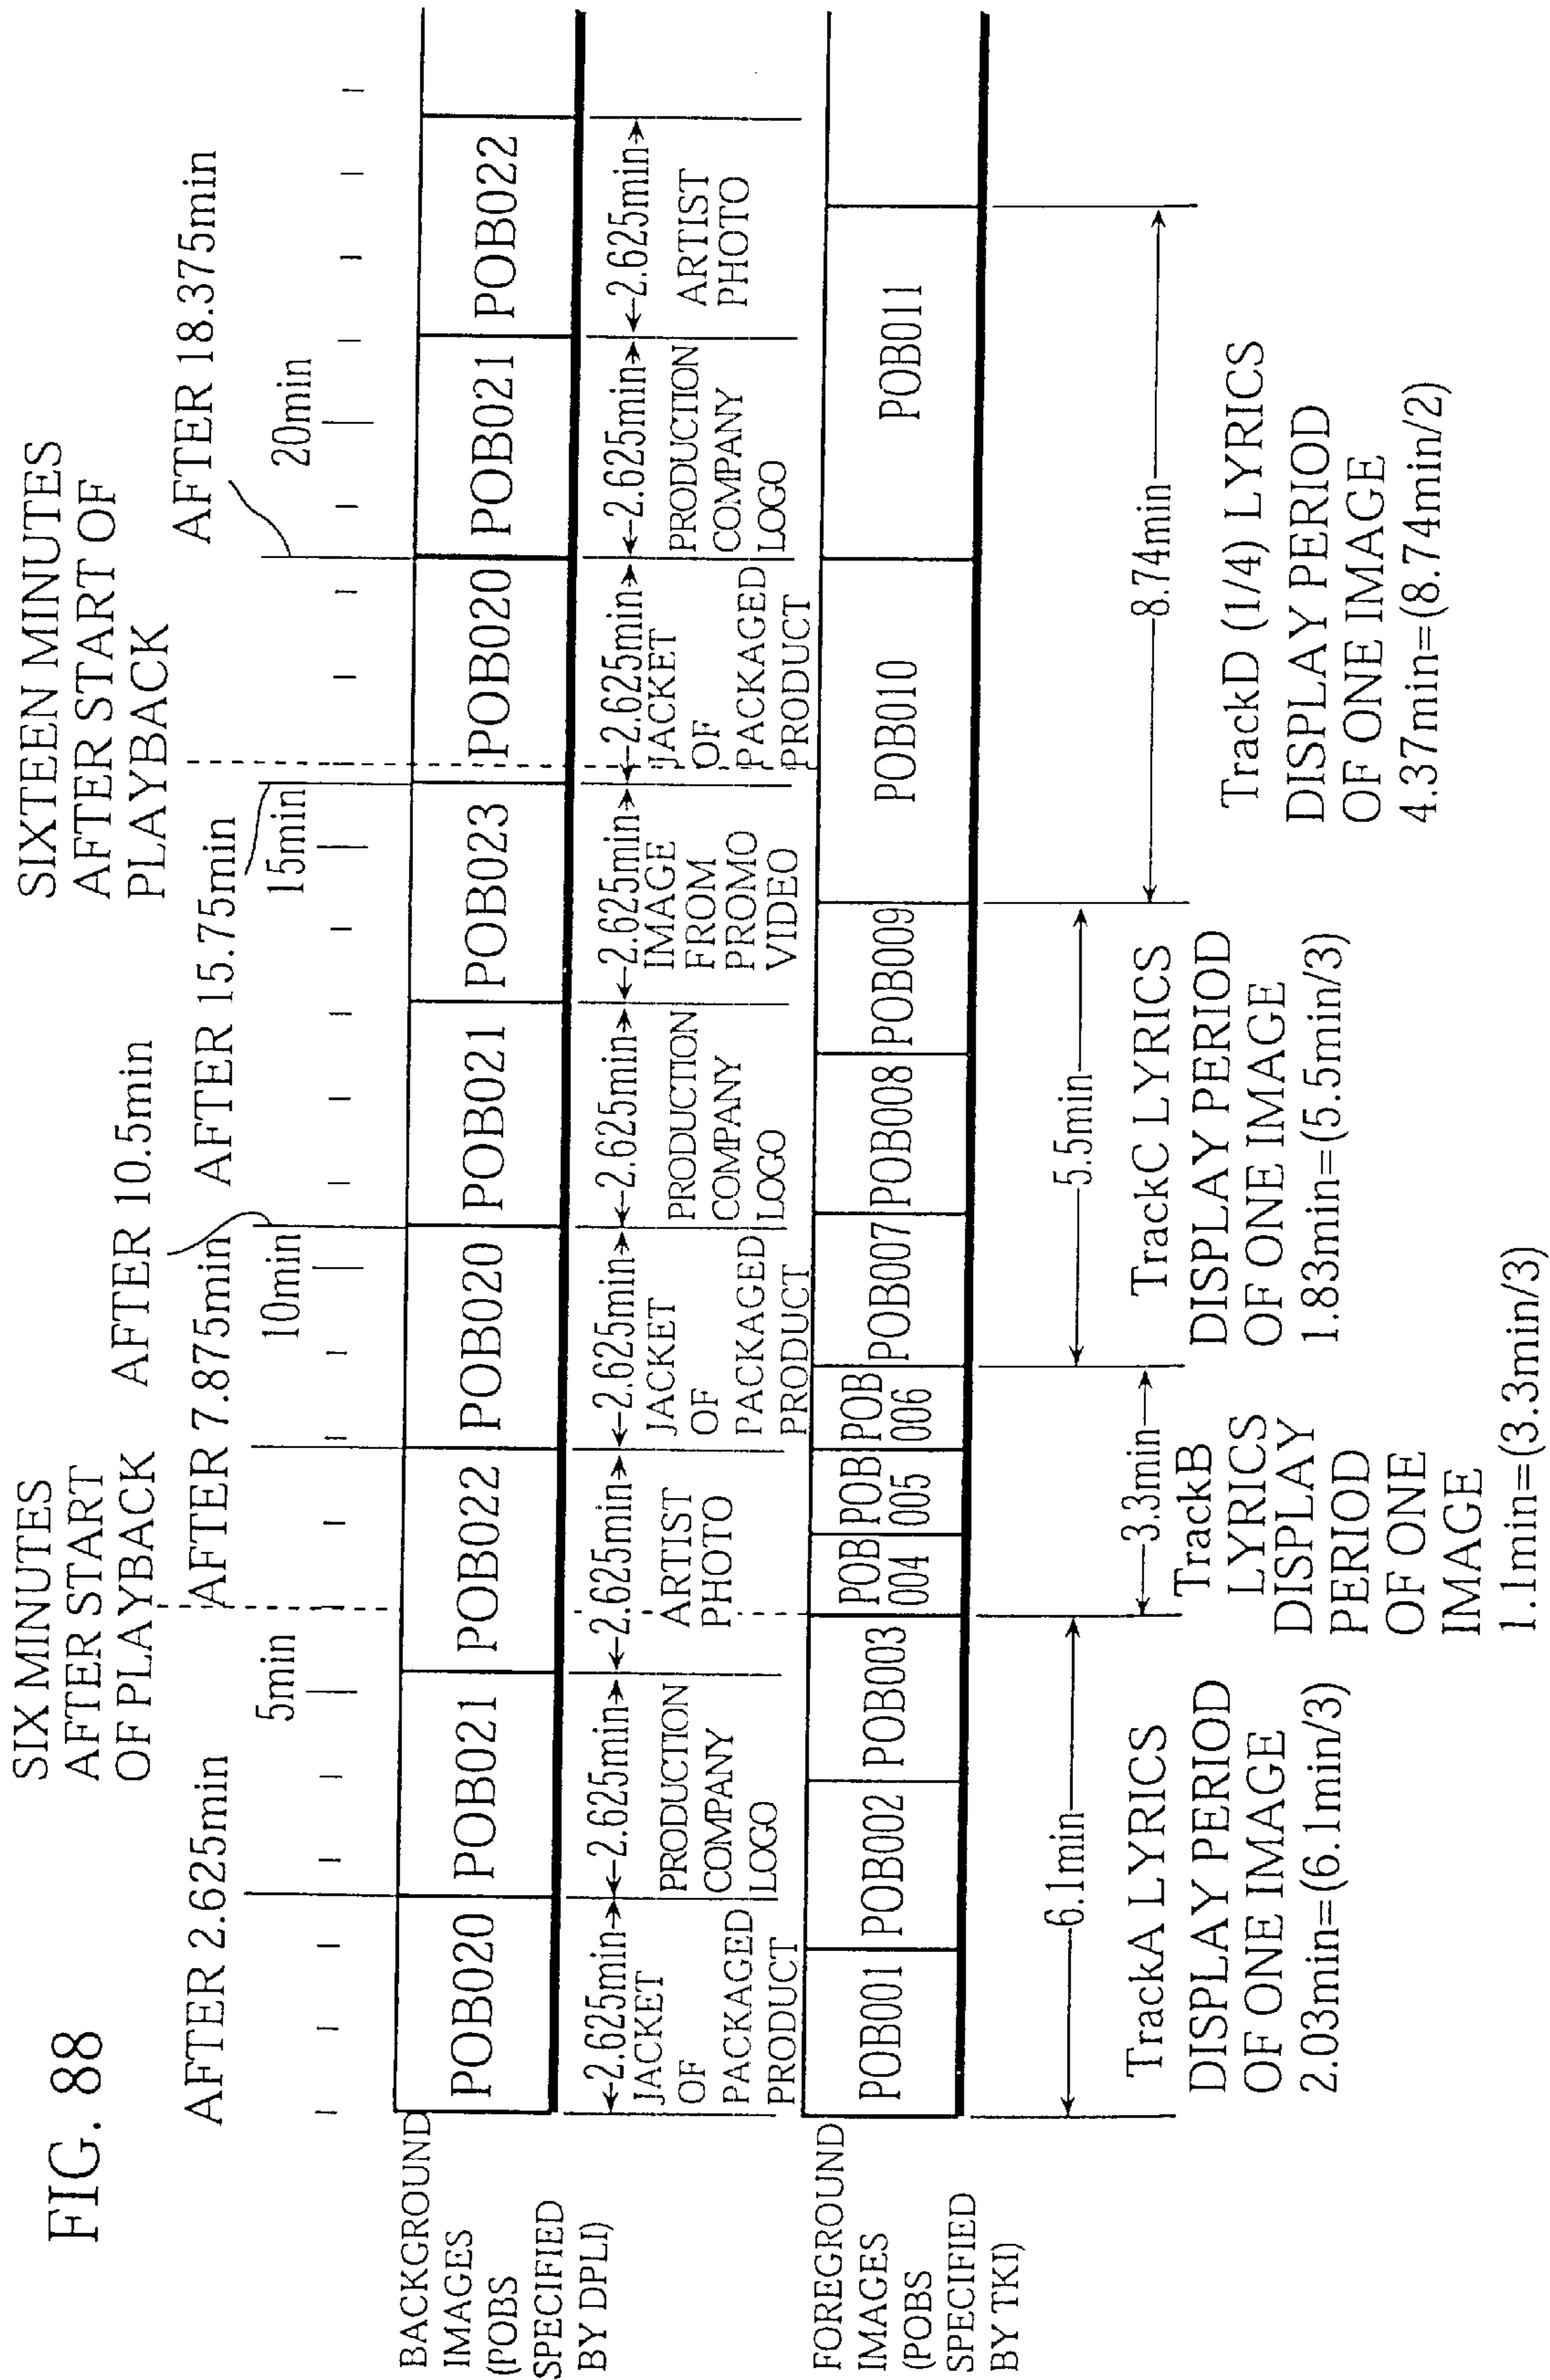 FIG. 88
SIX MINUTES
AFTER START
OF PLAYBACK
SIXTEEN MINUTES
AFTER START OF
PLAYBACK
AFTER 2.625min
AFTER 7.875min
AFTER 10.5min
AFTER 15.75min
AFTER 18.375min
5min
10min
15min
20min
BACKGROUND
IMAGES
(POBS
SPECIFIED
BY DPLI)
POB020
POB021
POB022
POB020
POB021
POB023
POB020
POB021
POB022
2.625min
JACKET
OF
PACKAGED
PRODUCT
2.625min
PRODUCTION
COMPANY
LOGO
2.625min
ARTIST
PHOTO
2.625min
JACKET
OF
PACKAGED
PRODUCT
2.625min
PRODUCTION
COMPANY
LOGO
2.625min
IMAGE
FROM
PROMO
VIDEO
2.625min
JACKET
OF
PACKAGED
PRODUCT
2.625min
PRODUCTION
COMPANY
LOGO
2.625min
ARTIST
PHOTO
FOREGROUND
IMAGES
(POBS
SPECIFIED
BY TKI)
POB001
POB002
POB003
POB
004
POB
005
POB
006
POB007
POB008
POB009
POB010
POB011
6.1min
TrackA LYRICS
DISPLAY PERIOD
OF ONE IMAGE
2.03min=(6.1min/3)
3.3min
TrackB
LYRICS
DISPLAY
PERIOD
OF ONE
IMAGE
1.1min=(3.3min/3)
5.5min
TrackC LYRICS
DISPLAY PERIOD
OF ONE IMAGE
1.83min=(5.5min/3)
8.74min
TrackD (1/4) LYRICS
DISPLAY PERIOD
OF ONE IMAGE
4.37min=(8.74min/2)